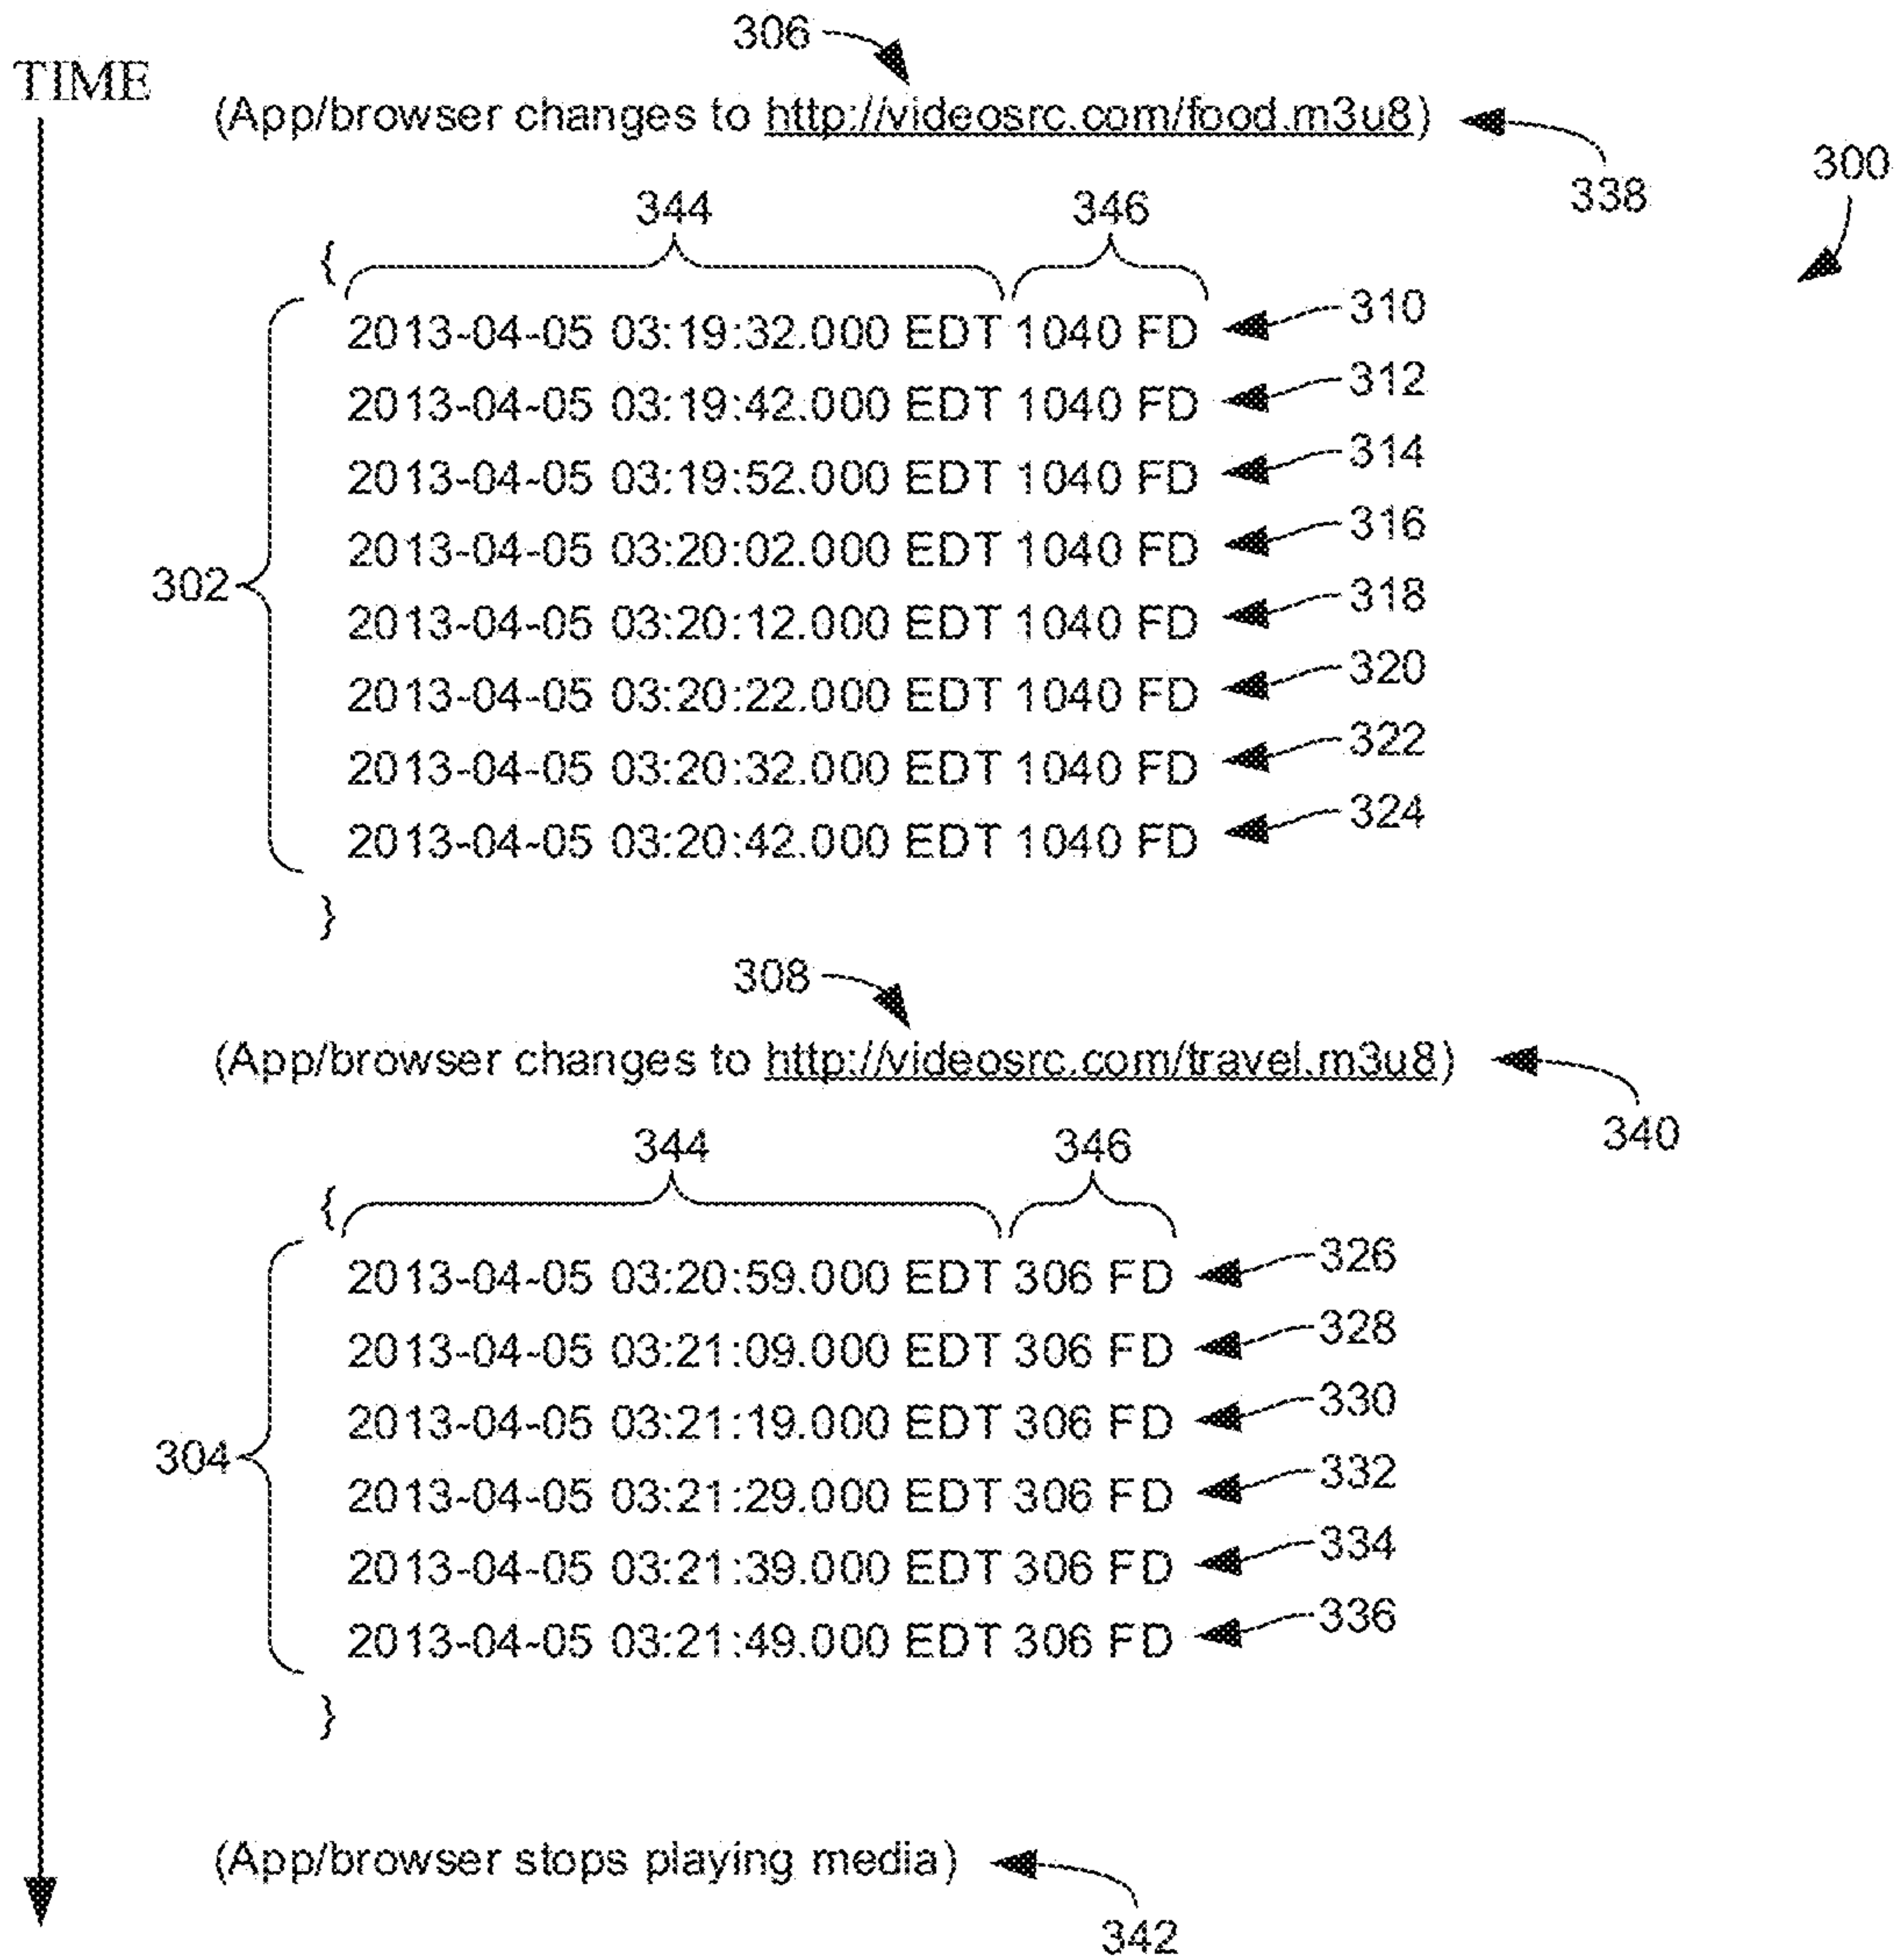 306
TIME
(App/browser changes to http://videosrc.com/food.m3u8)
338
300
344 346
{
2013-04-05 03:19:32.000 EDT 1040 FD 310
2013-04-05 03:19:42.000 EDT 1040 FD 312
2013-04-05 03:19:52.000 EDT 1040 FD 314
2013-04-05 03:20:02.000 EDT 1040 FD 316
302
2013-04-05 03:20:12.000 EDT 1040 FD 318
2013-04-05 03:20:22.000 EDT 1040 FD 320
2013-04-05 03:20:32.000 EDT 1040 FD 322
2013-04-05 03:20:42.000 EDT 1040 FD 324
}
308
(App/browser changes to http://videosrc.com/travel.m3u8)
340
344 346
{
2013-04-05 03:20:59.000 EDT 306 FD 326
2013-04-05 03:21:09.000 EDT 306 FD 328
2013-04-05 03:21:19.000 EDT 306 FD 330
304
2013-04-05 03:21:29.000 EDT 306 FD 332
2013-04-05 03:21:39.000 EDT 306 FD 334
2013-04-05 03:21:49.000 EDT 306 FD 336
}
(App/browser stops playing media)
342